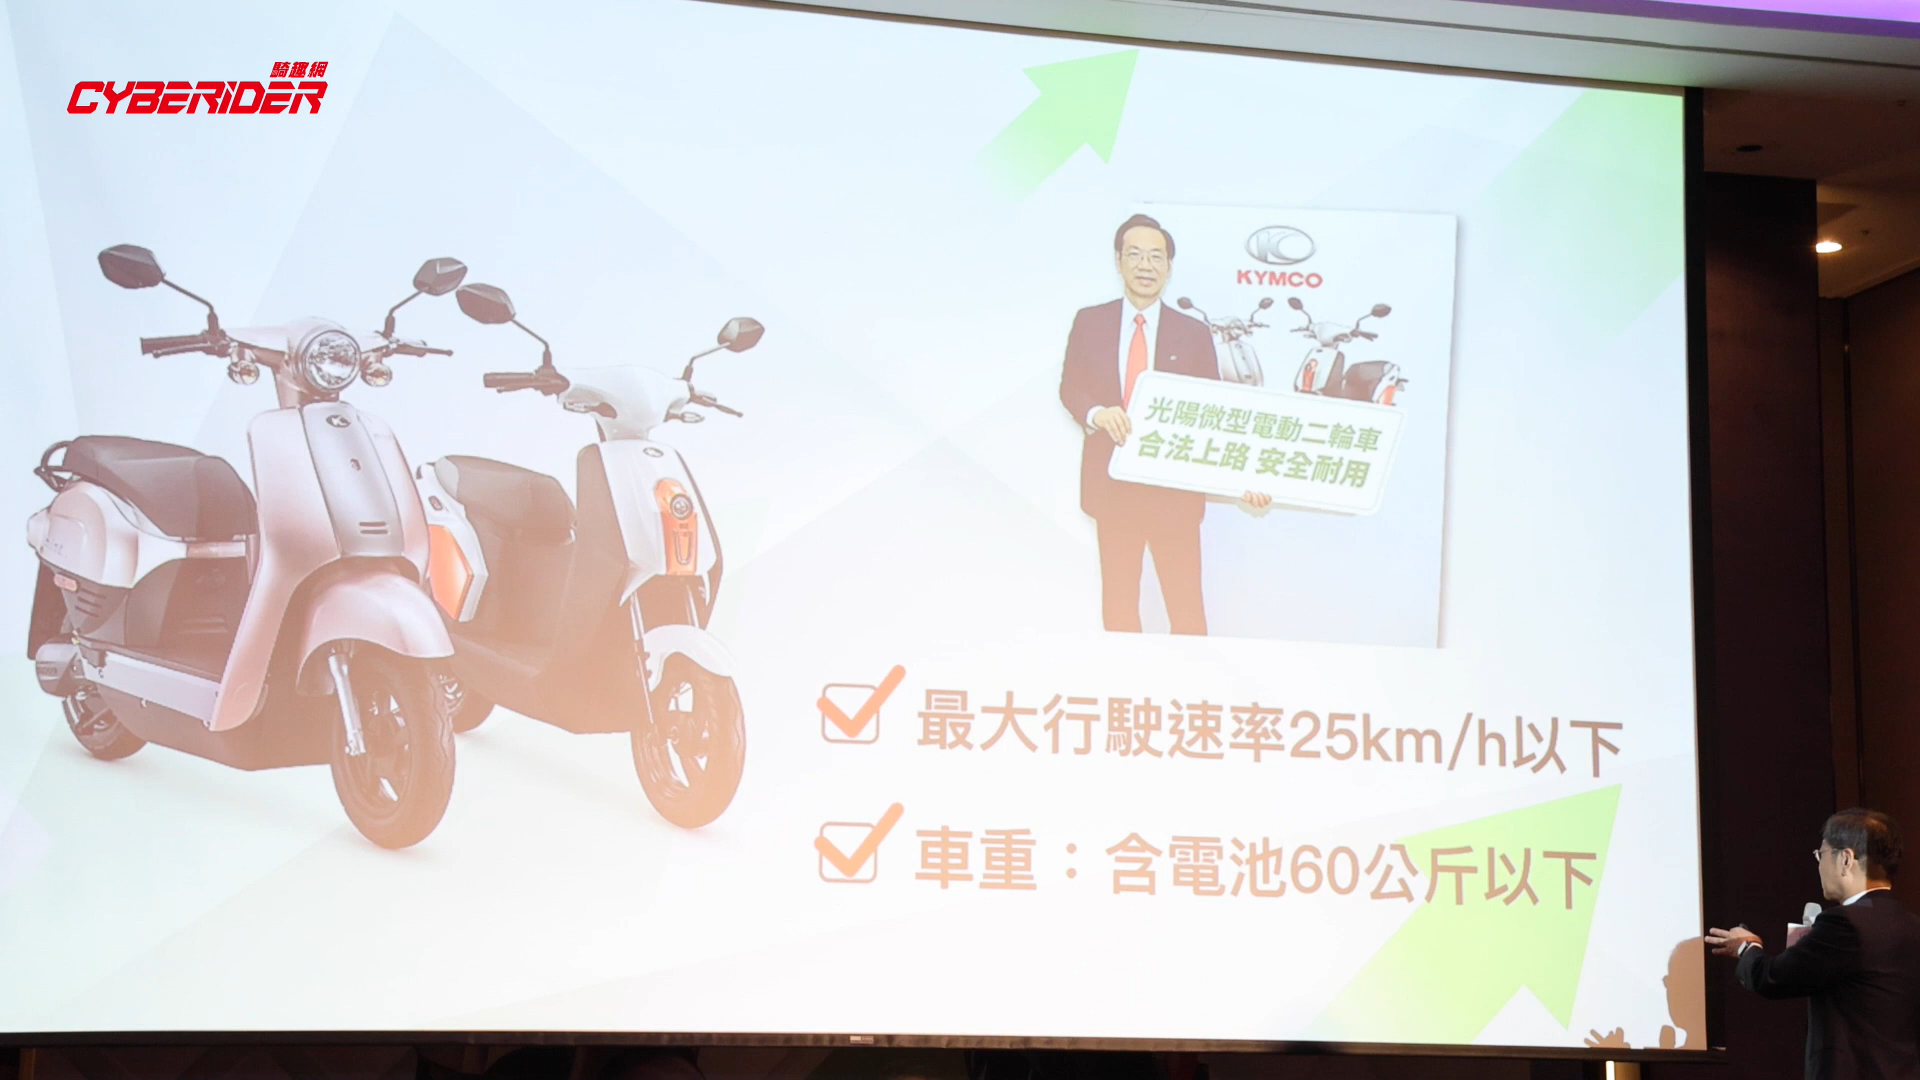 騎趣網
CYBERIDER
KYMCO
光陽微型電動二輪車
合法上路 安全耐用
最大行駛速率25km/h以下
車重：含電池60公斤以下